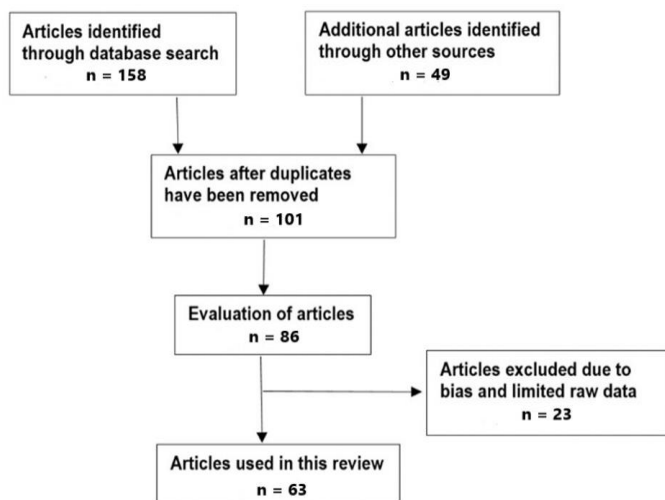 Articles identified
through database search
n = 158
Additional articles identified
through other sources
n = 49
Articles after duplicates
have been removed
n = 101
Evaluation of articles
n = 86
Articles excluded due to
bias and limited raw data
n = 23
Articles used in this review
n = 63